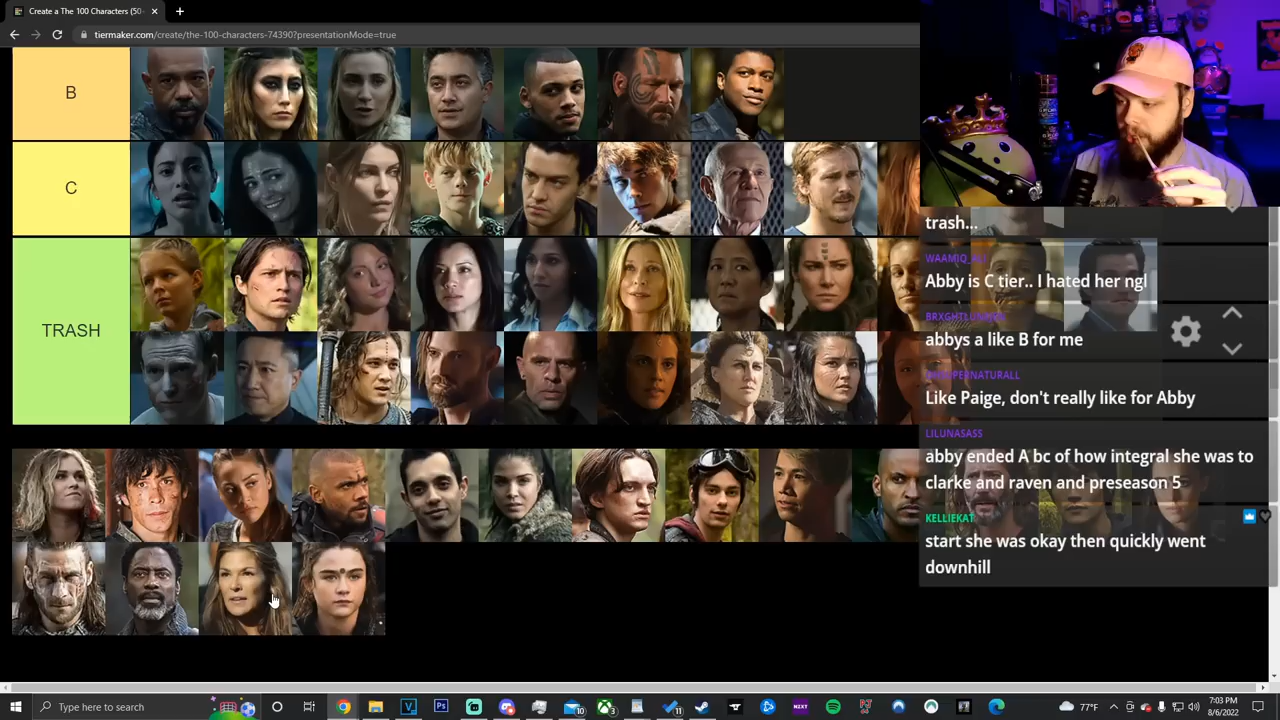 Create a The 100 Characters (50-
tiermaker.com/create/the-100-characters-74390?presentationMode=true
B
C
TRASH
trash...
Abby is C tier.. I hated her ngl
abbys a like B for me
Like Paige, don't really like for Abby
LILUNASASS
abby ended A bc of how integral she was to
clarke and raven and preseason 5
KELLIEKAT
start she was okay then quickly went
downhill
Type here to search
77°F
7:03 PM
8/6/2022